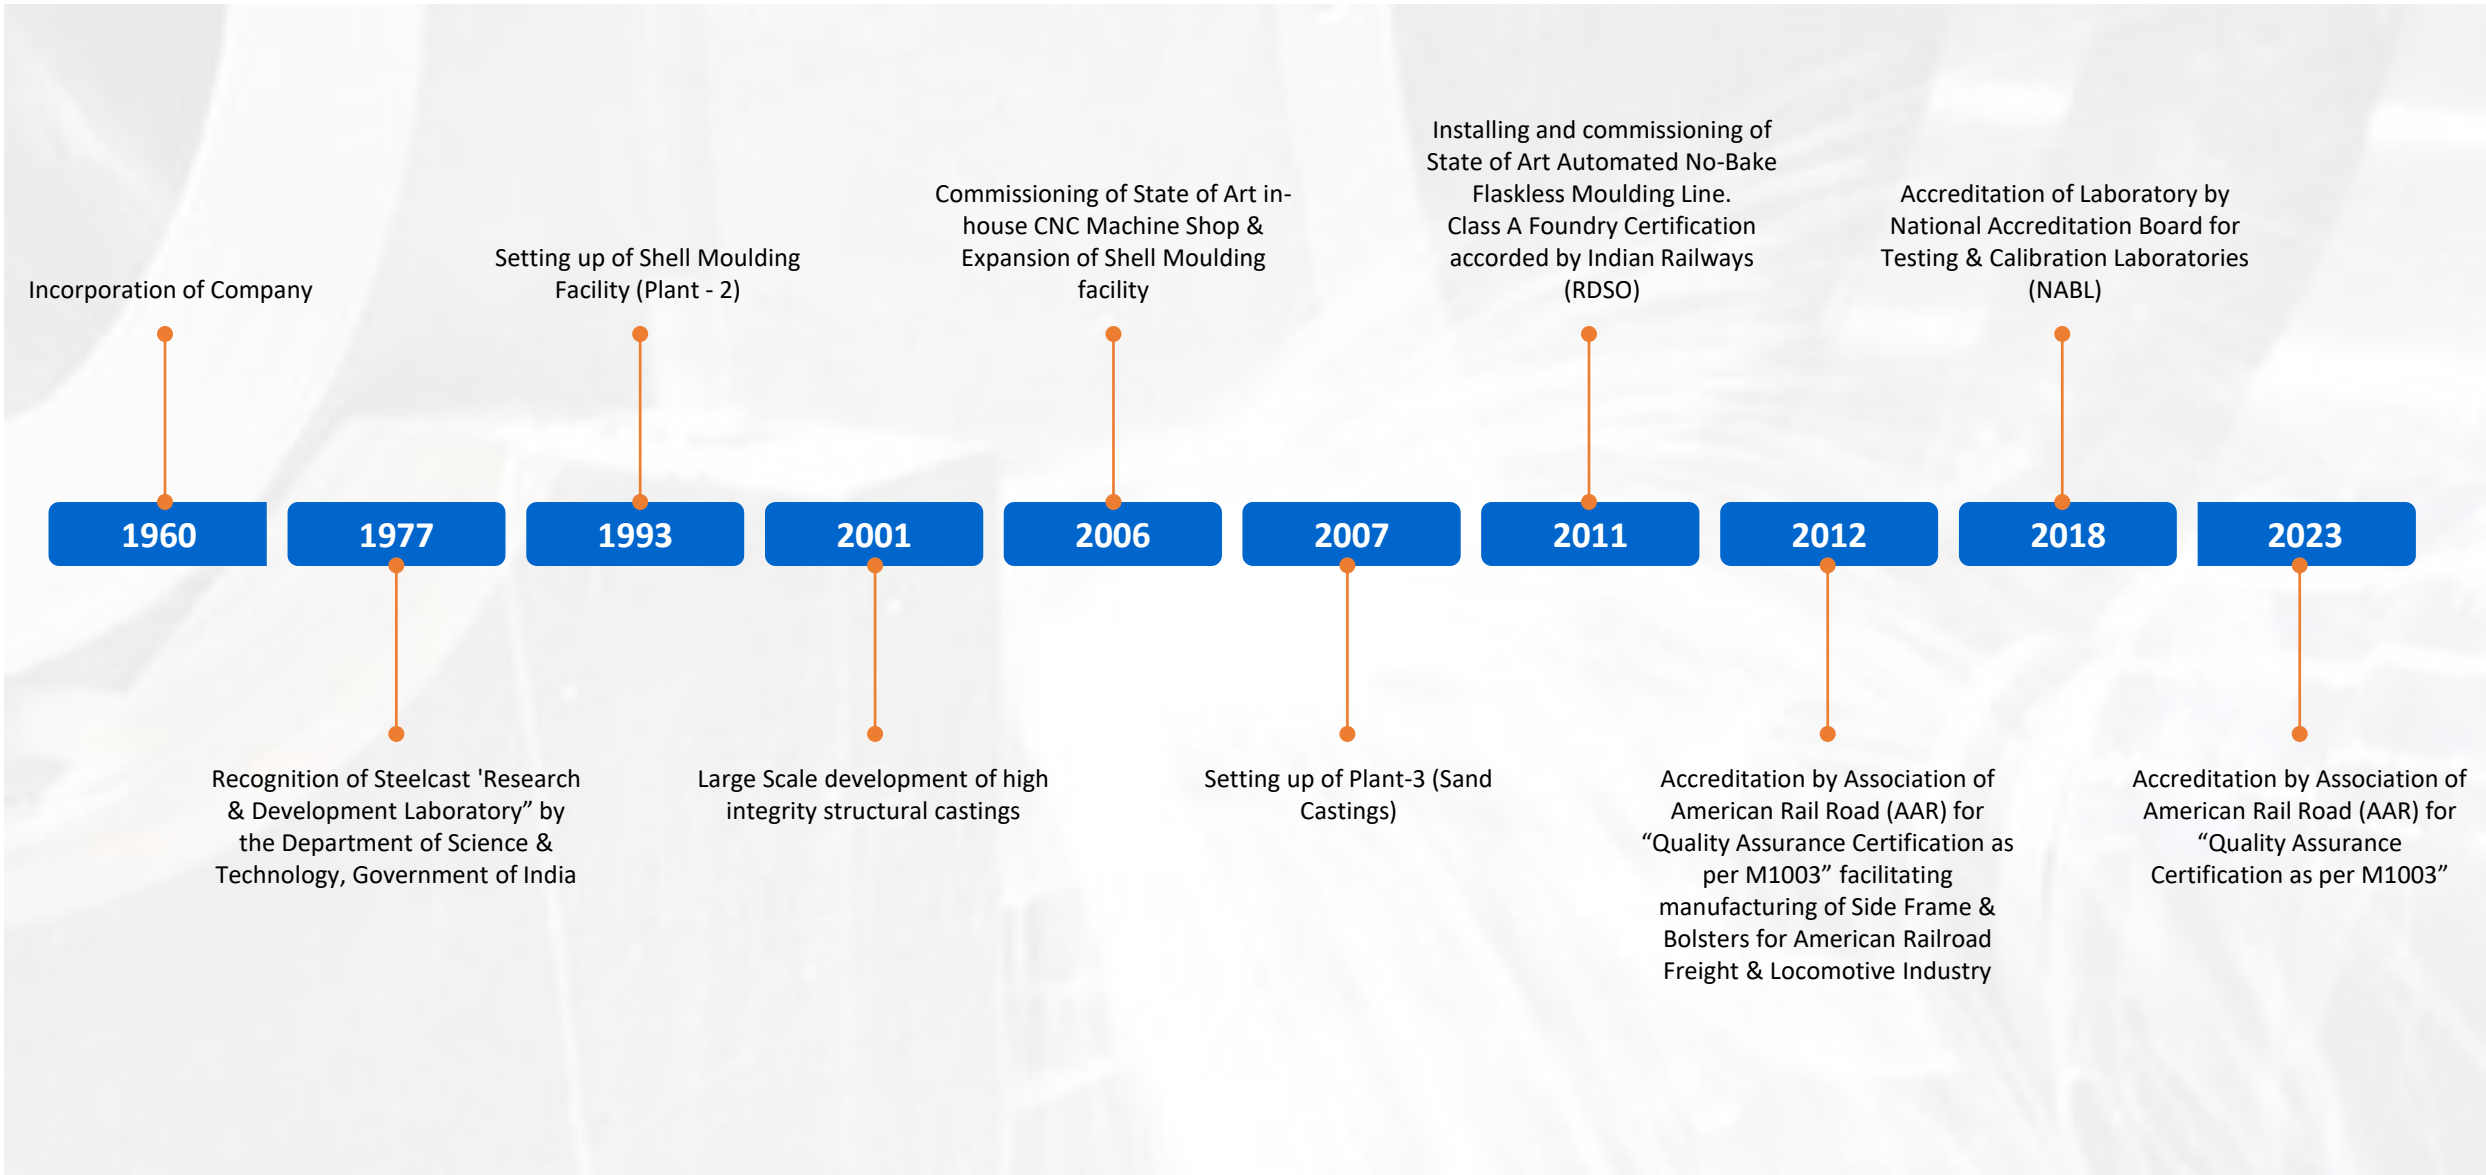 Installing and commissioning of
State of Art Automated No-Bake
Flaskless Moulding Line.
Class A Foundry Certification
accorded by Indian Railways
(RDSO)
Commissioning of State of Art in-
house CNC Machine Shop &
Expansion of Shell Moulding
facility
Accreditation of Laboratory by
National Accreditation Board for
Testing & Calibration Laboratories
(NABL)
Setting up of Shell Moulding
Facility (Plant - 2)
Incorporation of Company
1960
1977
1993
2001
2006
2007
2011
2012
2018
2023
Recognition of Steelcast 'Research
& Development Laboratory” by
the Department of Science &
Technology, Government of India
Large Scale development of high
integrity structural castings
Setting up of Plant-3 (Sand
Castings)
Accreditation by Association of
American Rail Road (AAR) for
“Quality Assurance Certification as
per M1003” facilitating
manufacturing of Side Frame &
Bolsters for American Railroad
Freight & Locomotive Industry
Accreditation by Association of
American Rail Road (AAR) for
“Quality Assurance
Certification as per M1003”